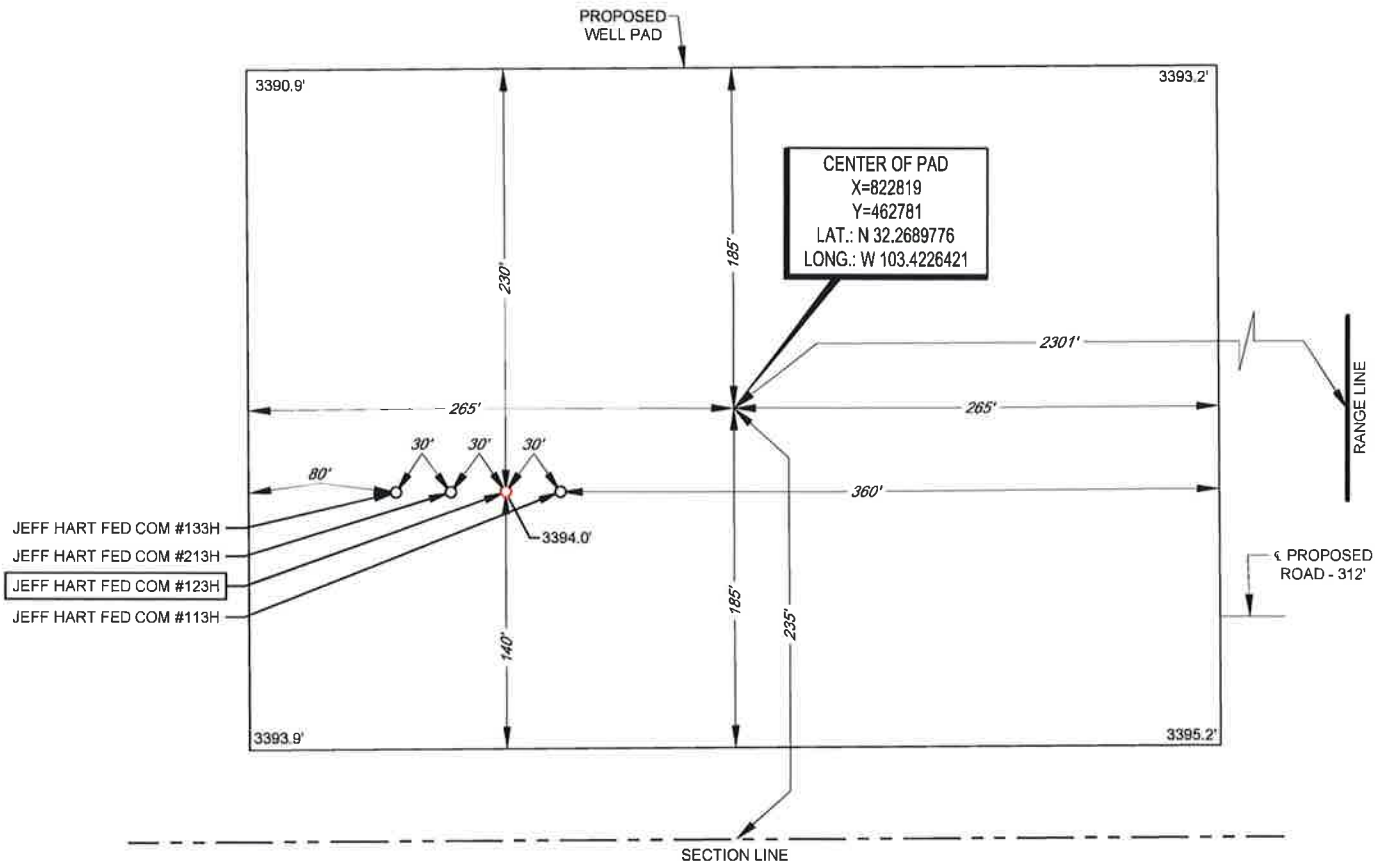 PROPOSED
WELL PAD
3390.9'
3393.2'
CENTER OF PAD
X=822819
Y=462781
LAT.: N 32.2689776
LONG.: W 103.4226421
230'
185'
2301'
RANGE LINE
265'
265'
30'
30'
30'
80'
360'
JEFF HART FED COM #133H
JEFF HART FED COM #213H
JEFF HART FED COM #123H
JEFF HART FED COM #113H
3394.0'
℄ PROPOSED
ROAD - 312'
140'
185'
235'
3393.9'
3395.2'
SECTION LINE